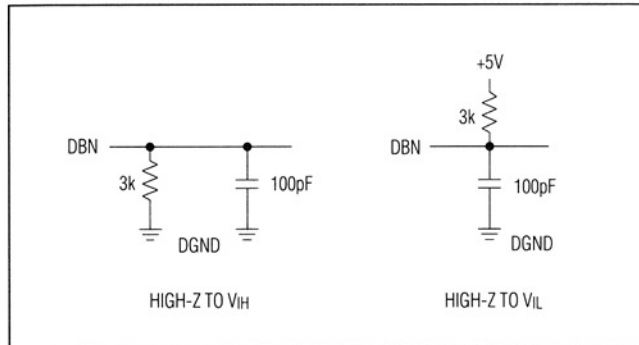 DBN
3k
100pF
DGND
HIGH-Z TO VIH
+5V
3k
DBN
100pF
DGND
HIGH-Z TO VIL